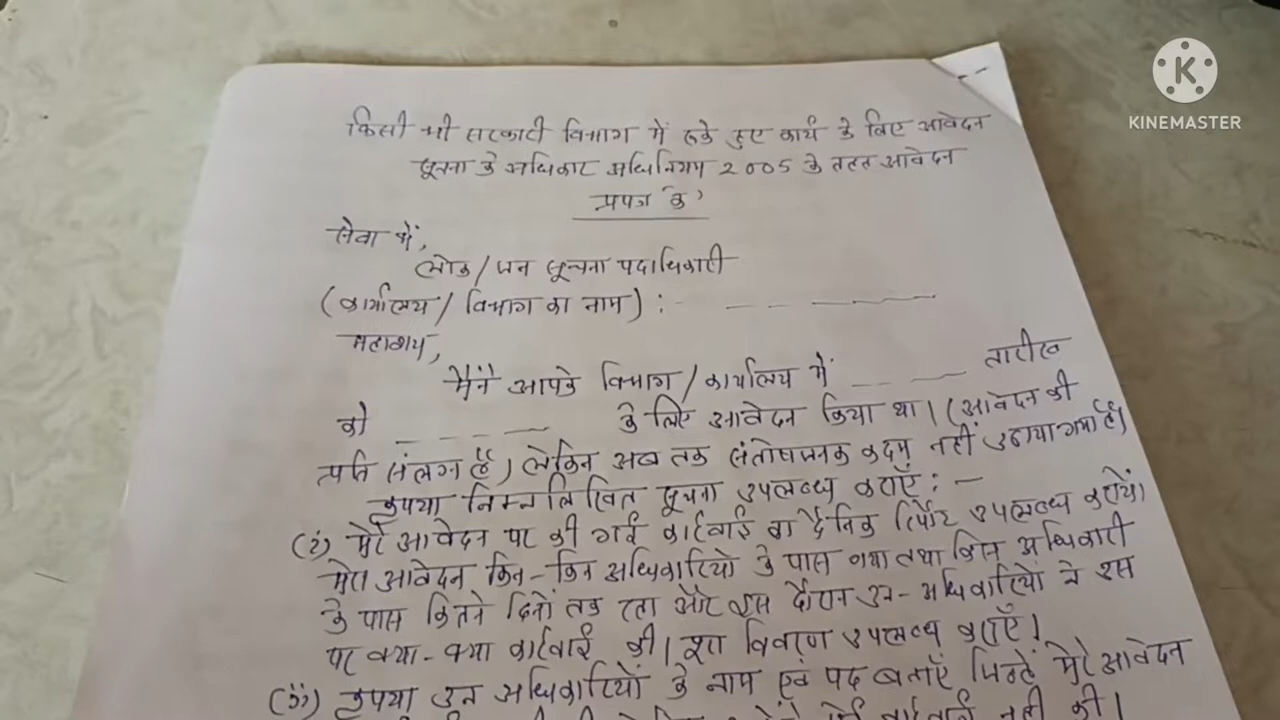 किसी भी सरकारी विभाग में रुके हुए कार्य के लिए आवेदन
सूचना के अधिकार अधिनियम 2005 के तहत आवेदन
प्रपत्र 'क'
सेवा में,
लोक/जन सूचना पदाधिकारी
(कार्यालय/विभाग का नाम) :- _ _ _ _ _
महाशय,
मैंने आपके विभाग/कार्यालय में _ _ _ तारीख
को _ _ _ _ के लिए आवेदन किया था। (आवेदन की
प्रति संलग्न है) लेकिन अब तक संतोषजनक कदम नहीं उठाया गया है।
कृपया निम्नलिखित सूचना उपलब्ध कराएँ :-
(i) मेरे आवेदन पर की गई कार्रवाई का दैनिक रिपोर्ट उपलब्ध करायें।
मेरा आवेदन किन-किन अधिकारियों के पास गया तथा किस अधिकारी
के पास कितने दिनों तक रहा और इस दौरान उन अधिकारियों ने उस
पर क्या-क्या कार्रवाई की। पूरा विवरण उपलब्ध कराएँ।
(ii) कृपया उन अधिकारियों के नाम एवं पद बताएँ जिन्हें मेरे आवेदन
कार्रवाई नहीं की।
KINEMASTER